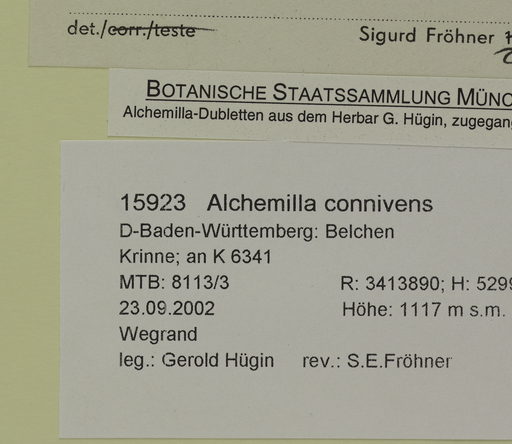 det./corr./teste Sigurd Fröhner
BOTANISCHE STAATSSAMMLUNG MÜNC
Alchemilla-Dubletten aus dem Herbar G. Hügin, zugegang
15923 Alchemilla connivens
D-Baden-Württemberg: Belchen
Krinne; an K 6341
MTB: 8113/3 R: 3413890; H: 5299
23.09.2002 Höhe: 1117 m s.m.
Wegrand
leg.: Gerold Hügin rev.: S.E.Fröhner